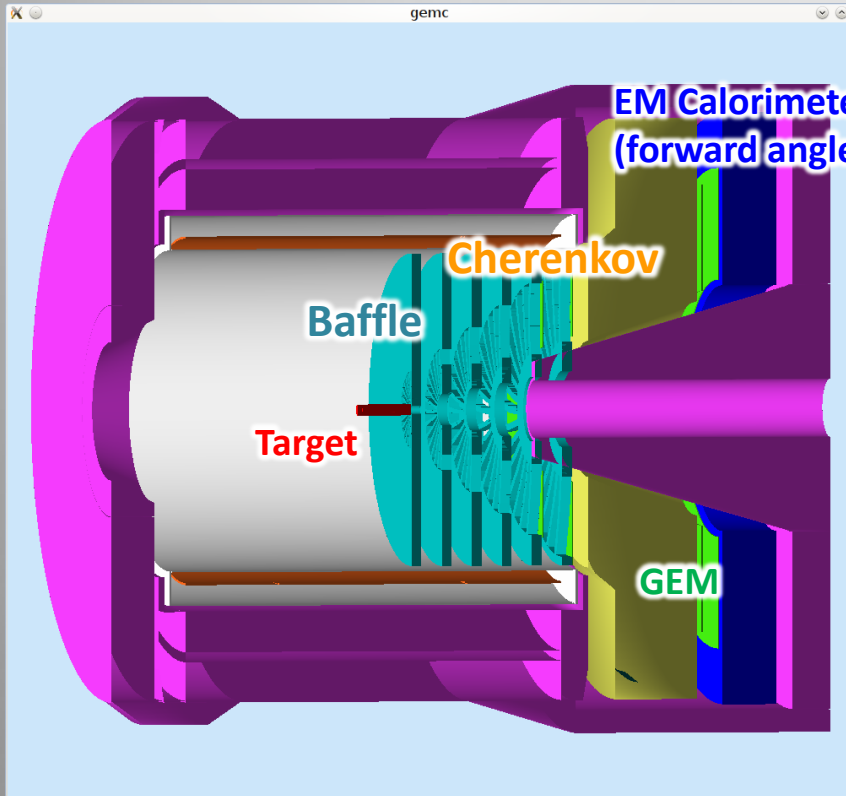 gemc
EM Calorimete
(forward angle
Cherenkov
Baffle
Target
GEM